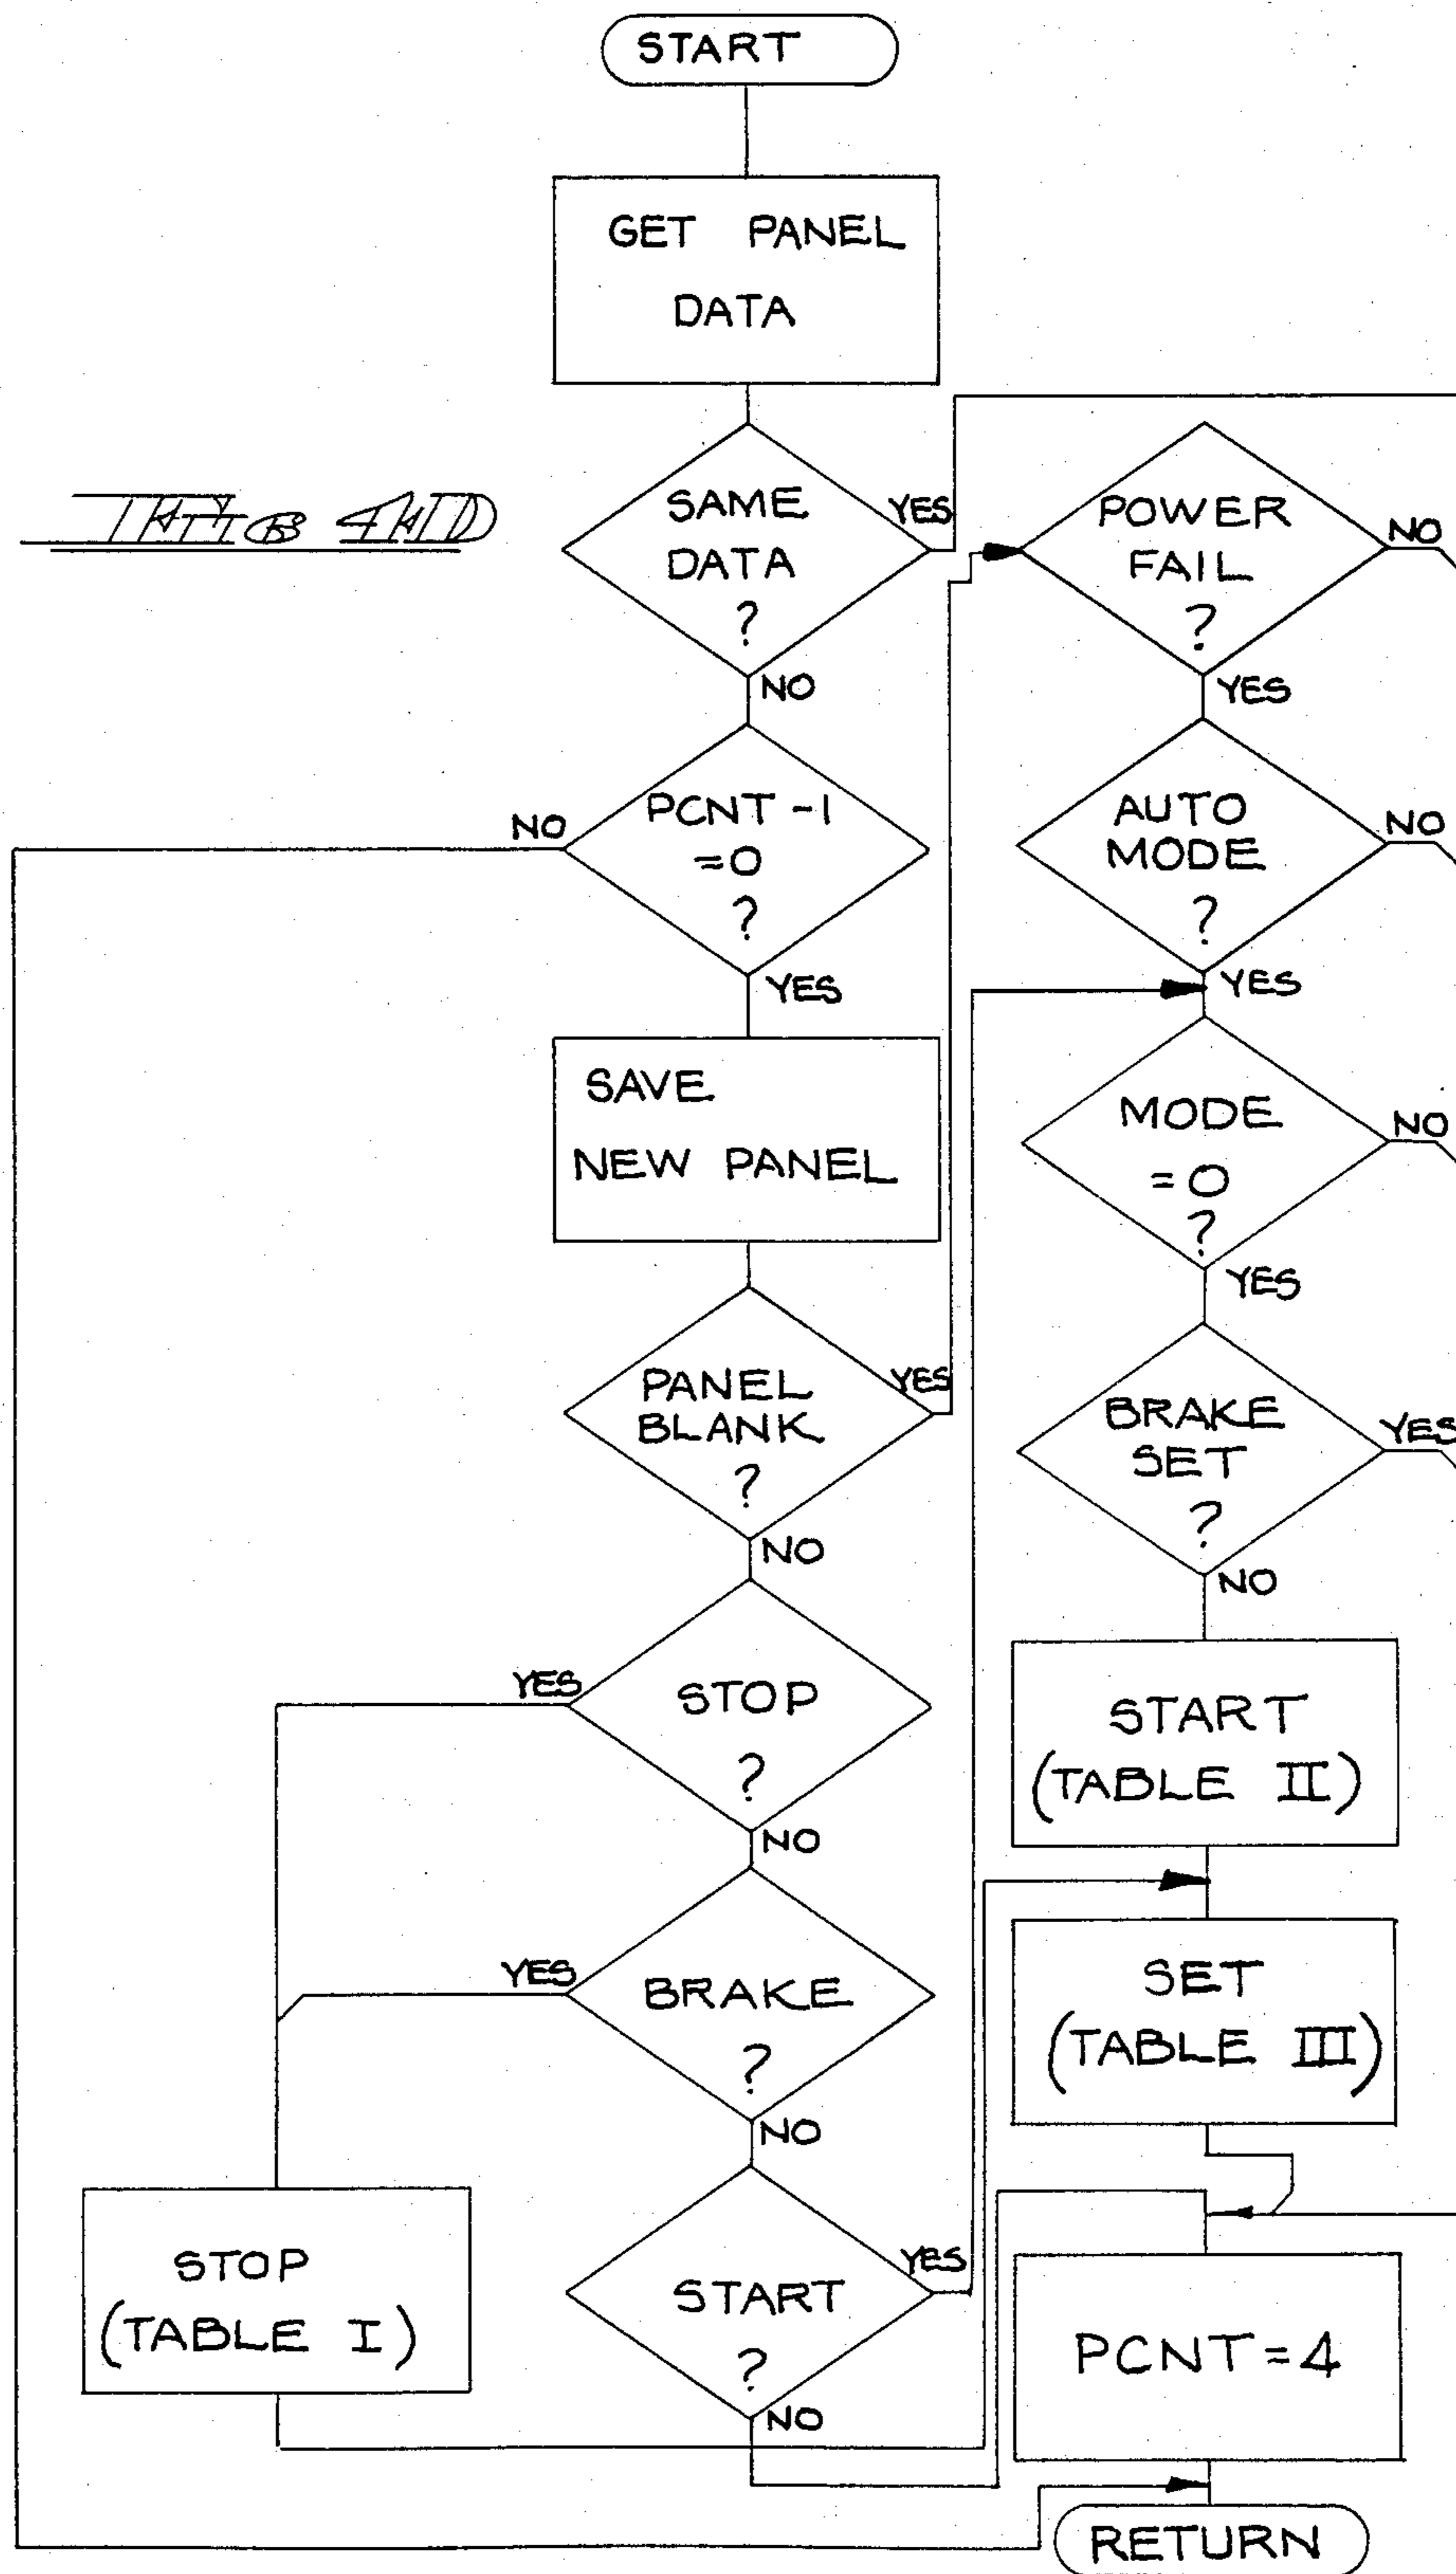 START
GET PANEL
DATA
SAME
DATA
?
YES
NO
PCNT -1
=0
?
NO
YES
SAVE
NEW PANEL
PANEL
BLANK
?
YES
NO
STOP
?
YES
NO
BRAKE
?
YES
NO
START
?
YES
NO
STOP
(TABLE I)
POWER
FAIL
?
NO
YES
AUTO
MODE
?
NO
YES
MODE
=0
?
NO
YES
BRAKE
SET
?
YES
NO
START
(TABLE II)
SET
(TABLE III)
PCNT=4
RETURN